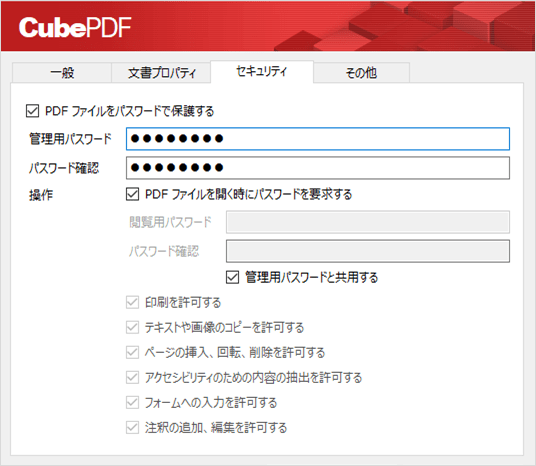 CubePDF
一般 文書プロパティ セキュリティ その他
PDF ファイルをパスワードで保護する
管理用パスワード ●●●●●●●●
パスワード確認 ●●●●●●●●
操作 PDF ファイルを開く時にパスワードを要求する
閲覧用パスワード
パスワード確認
管理用パスワードと共用する
印刷を許可する
テキストや画像のコピーを許可する
ページの挿入、回転、削除を許可する
アクセシビリティのための内容の抽出を許可する
フォームへの入力を許可する
注釈の追加、編集を許可する